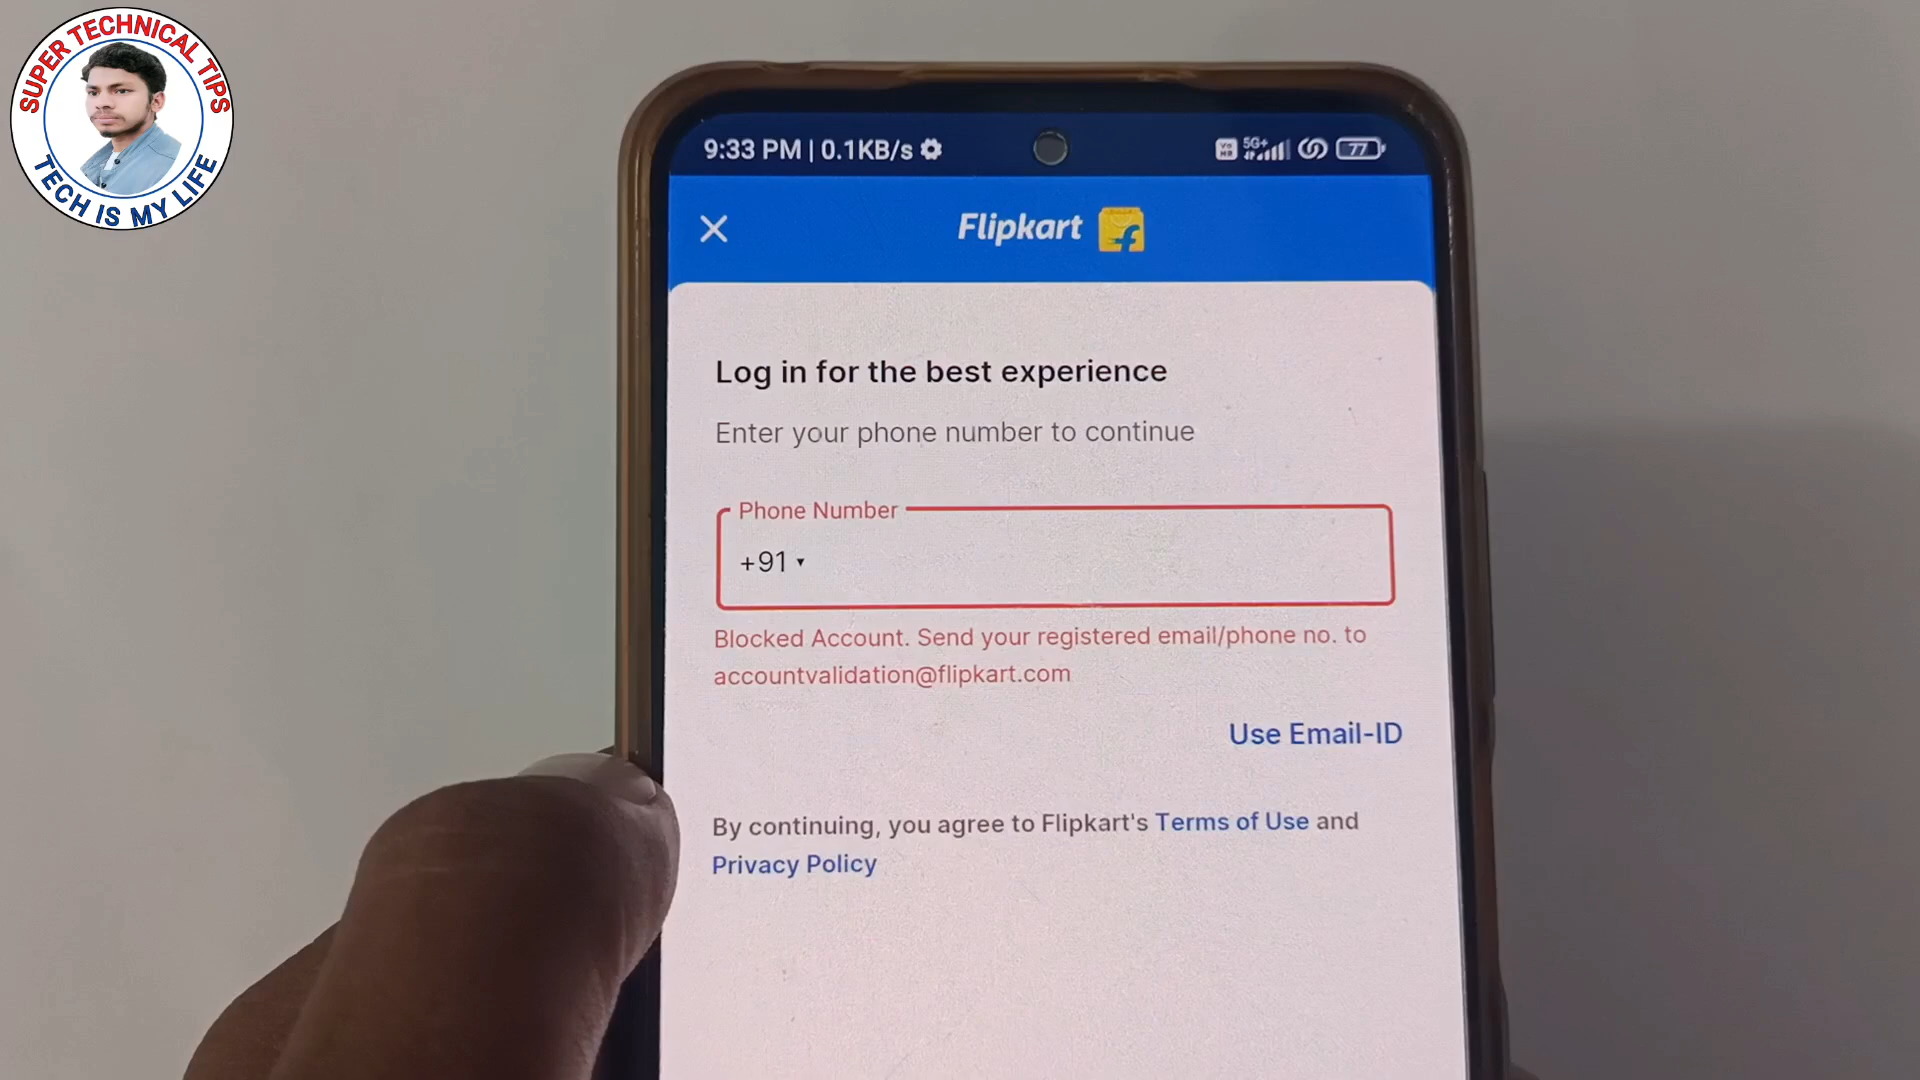 SUPER TECHNICAL TIPS
TECH IS MY LIFE
9:33 PM | 0.1KB/s
5G+
77
Flipkart
Log in for the best experience
Enter your phone number to continue
Phone Number
+91
Blocked Account. Send your registered email/phone no. to
accountvalidation@flipkart.com
Use Email-ID
By continuing, you agree to Flipkart's Terms of Use and
Privacy Policy